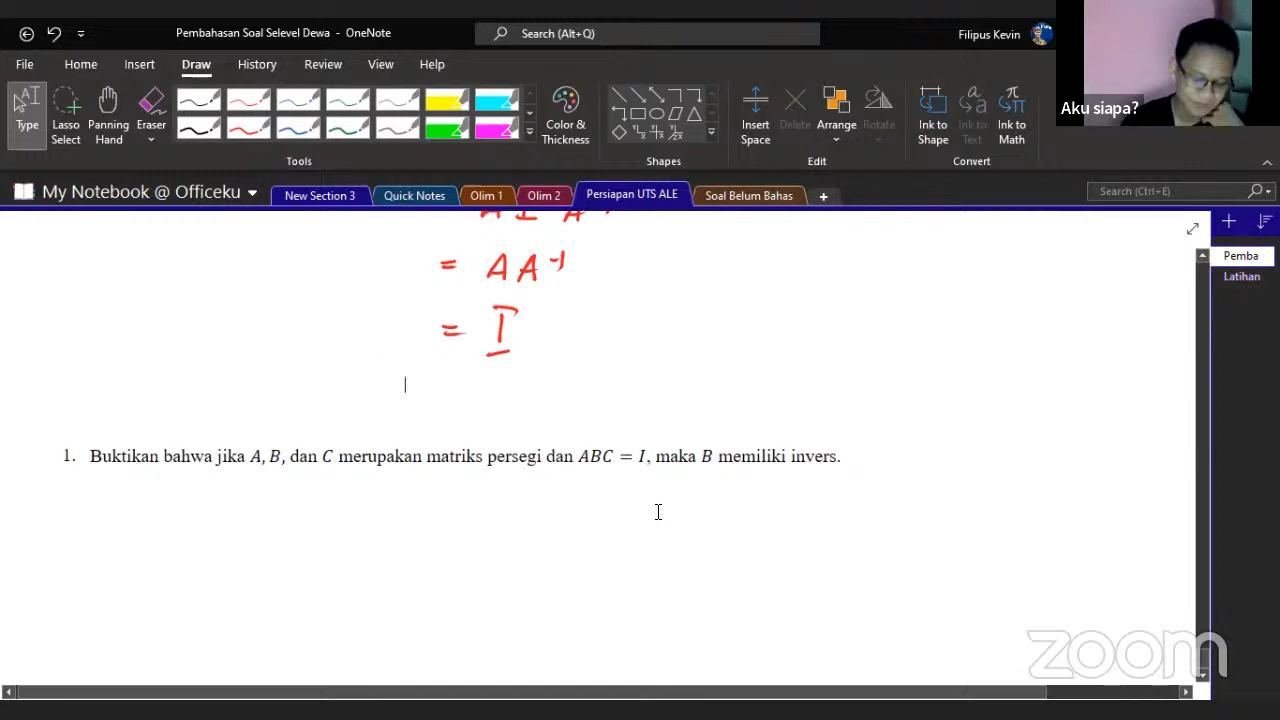 Pembahasan Soal Selevel Dewa - OneNote
Search (Alt+Q)
Filipus Kevin
File Home Insert Draw History Review View Help
Aku siapa?
Type
Lasso Select
Panning Hand
Eraser
Color & Thickness
Insert Space
Delete
Arrange
Rotate
Ink to Shape
Ink to Text
Ink to Math
Tools
Shapes
Edit
Convert
My Notebook @ Officeku
New Section 3
Quick Notes
Olim 1
Olim 2
Persiapan UTS ALE
Soal Belum Bahas
Search (Ctrl+E)
Pemba
Latihan
= A A⁻¹
= I
1. Buktikan bahwa jika A, B, dan C merupakan matriks persegi dan ABC = I, maka B memiliki invers.
zoom